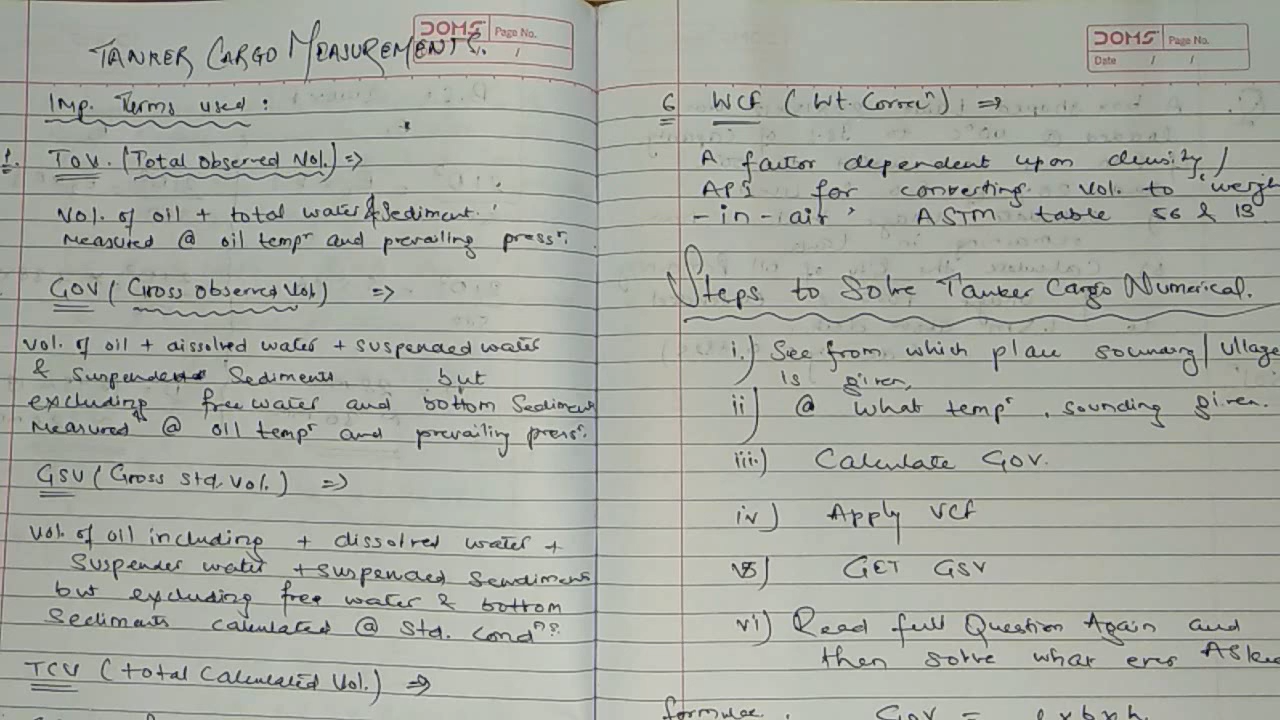 DOMS Page No.
/
TANKER CARGO MEASUREMENTS.
Imp. Terms used :
1. TOV. (Total Observed Vol.) =>
Vol. of oil + total water & Sediment.
Measured @ oil tempr and prevailing pressr.
GOV ( Gross Observed Vol.) =>
Vol. of oil + dissolved water + suspended water
& Suspended Sediments but
excluding free water and bottom Sediment
Measured @ oil tempr and prevailing pressr.
GSV ( Gross Std. Vol. ) =>
Vol. of oil including + dissolved water +
Suspended water + suspended Sendiment
but excluding free water & bottom
Sediments calculated @ Std. Condns.
TCV ( total Calculated Vol. ) =>
DOMS Page No.
Date / /
6 WCF ( Wt. Correcn ) =>
A factor dependent upon density /
API for converting Vol. to 'weigh
- in - air' ASTM table 56 & 13
Steps to Solve Tanker Cargo Numerical.
i.) See from which place sounding / Ullage
is given.
ii) @ What tempr , sounding given.
iii.) Calculate GOV.
iv) Apply VCF
v) GET GSV
vi) Read full Question Again and
then solve what ever Asked
formulae : GOV = l x b x h